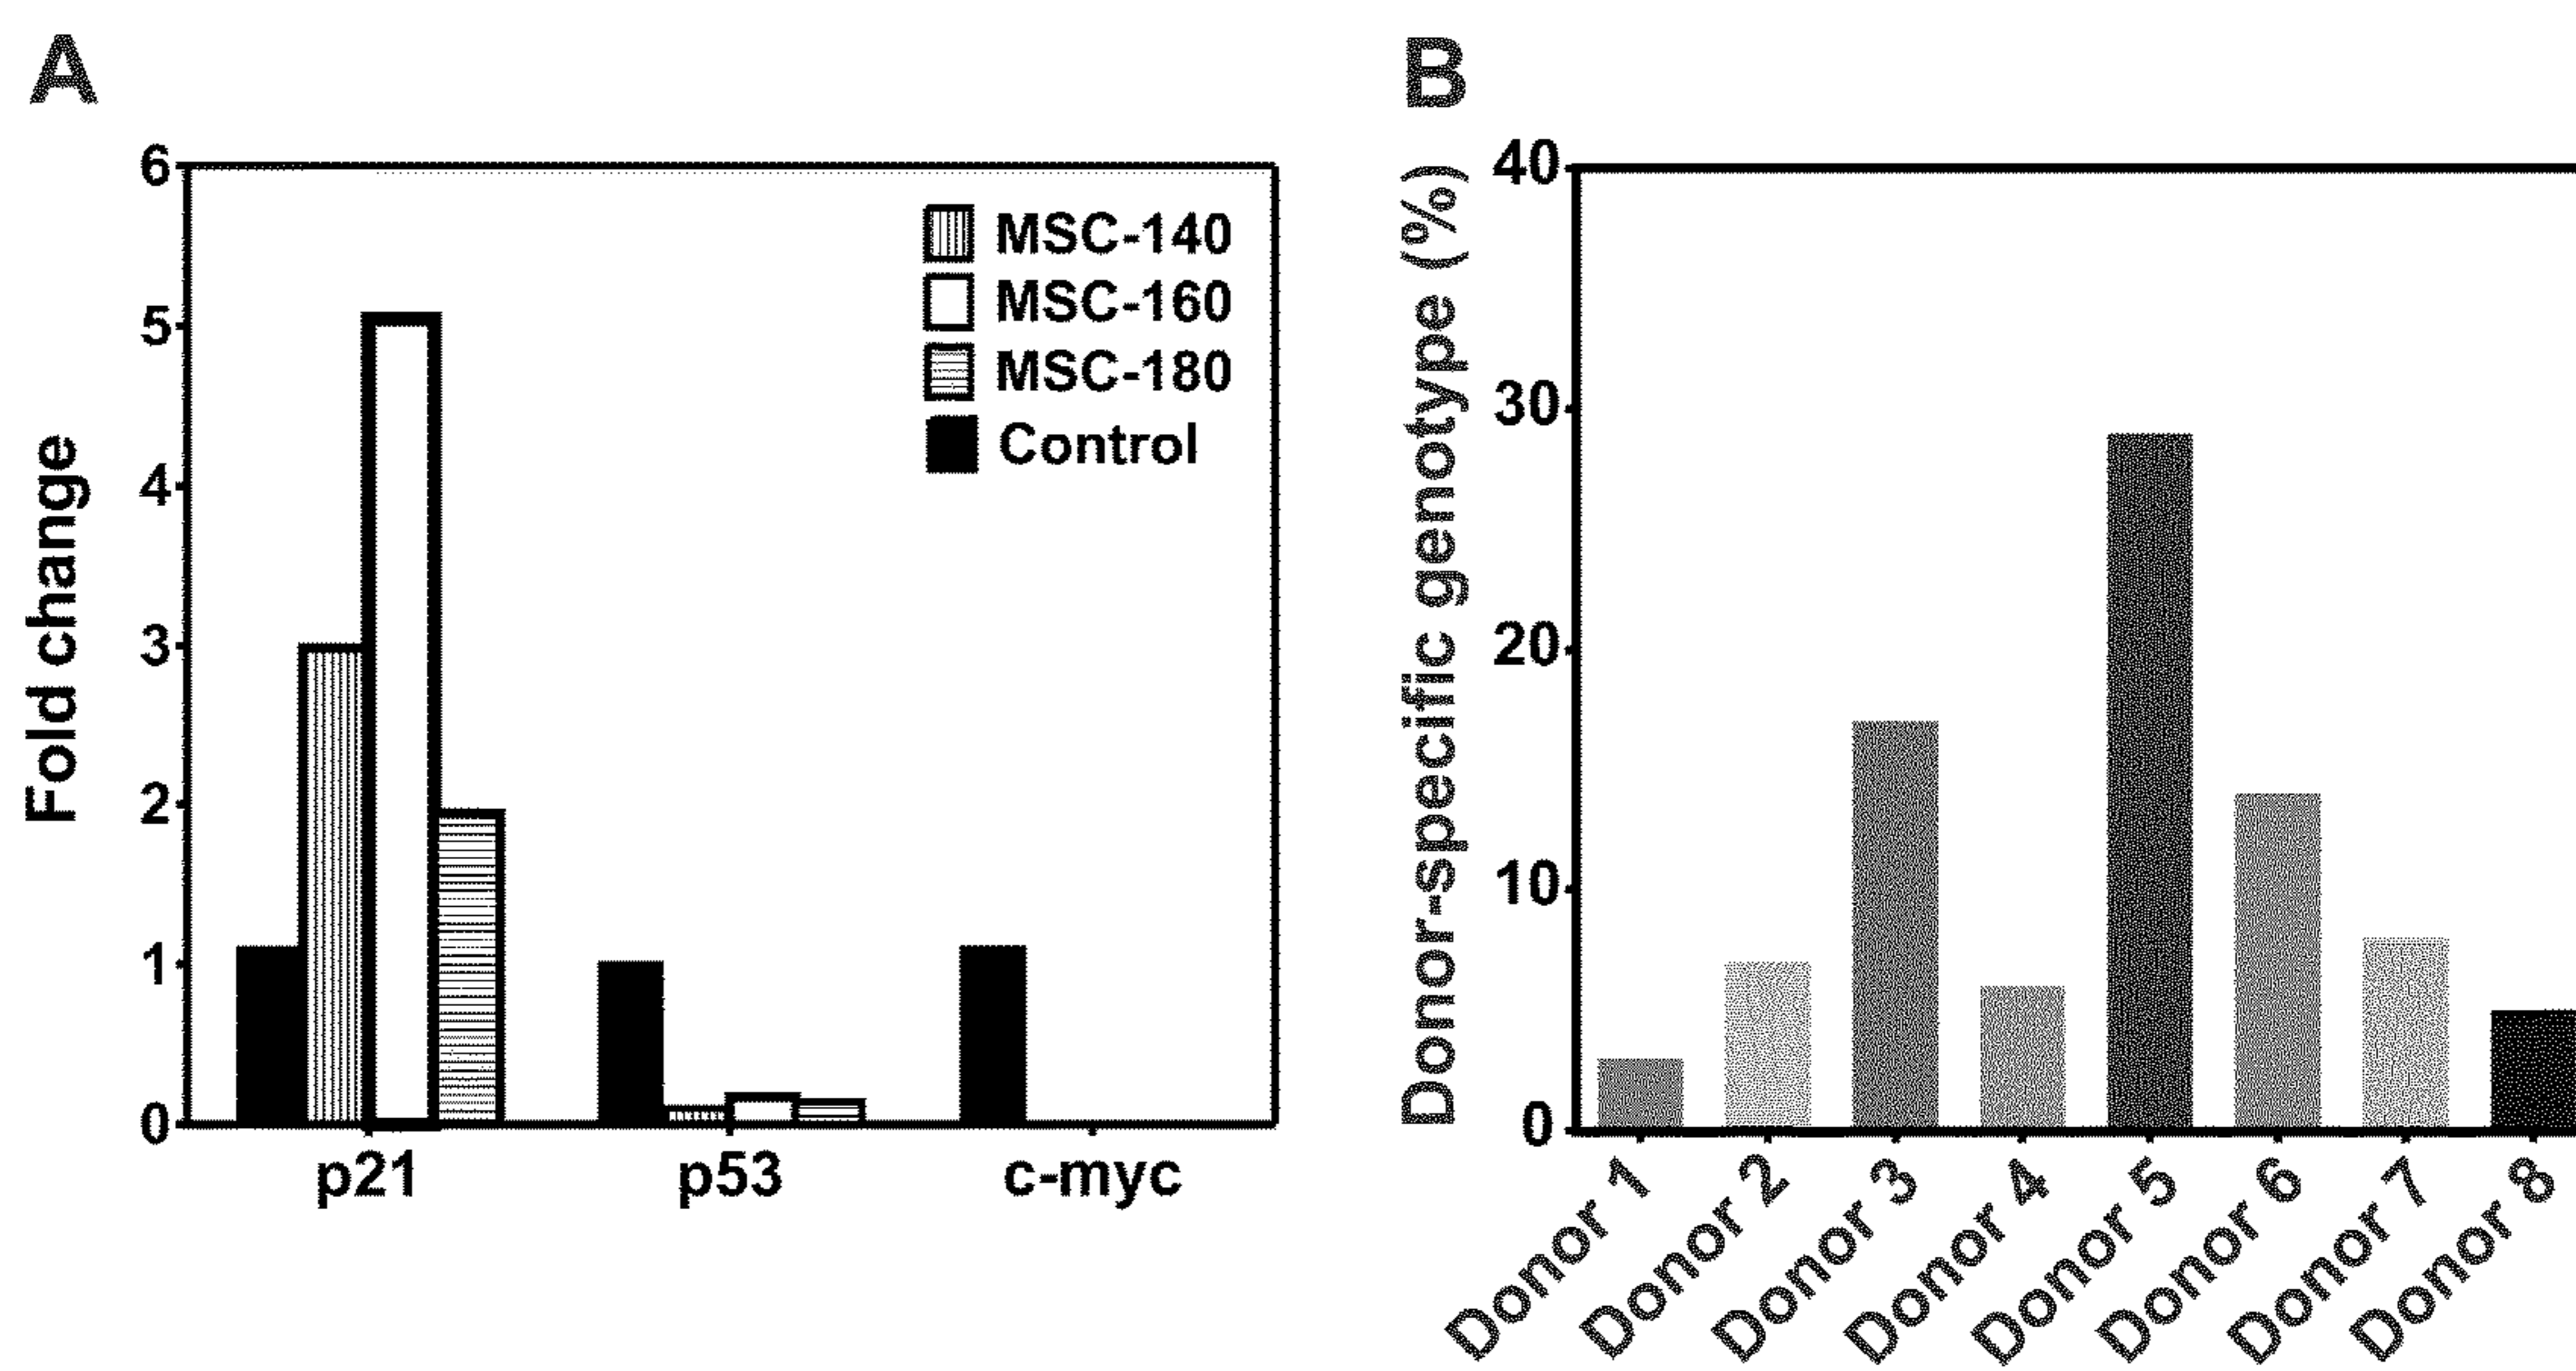 A
6
5
4
3
2
1
0
Fold change
MSC-140
MSC-160
MSC-180
Control
p21
p53
c-myc
B
40
30
20
10
0
Donor-specific genotype (%)
Donor 1
Donor 2
Donor 3
Donor 4
Donor 5
Donor 6
Donor 7
Donor 8